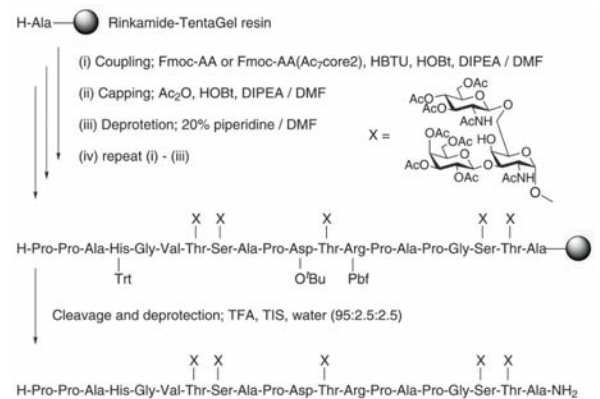 H-Ala Rinkamide-TentaGel resin
(i) Coupling; Fmoc-AA or Fmoc-AA(Ac₇core2), HBTU, HOBt, DIPEA / DMF
(ii) Capping; Ac₂O, HOBt, DIPEA / DMF
(iii) Deprotetion; 20% piperidine / DMF
(iv) repeat (i) - (iii)
X =
OAc
AcO
AcO
O
O
AcNH
OAc
OAc
HO
O
O
AcO
O
OAc
AcNH
O
X X X X X
H-Pro-Pro-Ala-His-Gly-Val-Thr-Ser-Ala-Pro-Asp-Thr-Arg-Pro-Ala-Pro-Gly-Ser-Thr-Ala
Trt OᵗBu Pbf
Cleavage and deprotection; TFA, TIS, water (95:2.5:2.5)
X X X X X
H-Pro-Pro-Ala-His-Gly-Val-Thr-Ser-Ala-Pro-Asp-Thr-Arg-Pro-Ala-Pro-Gly-Ser-Thr-Ala-NH₂